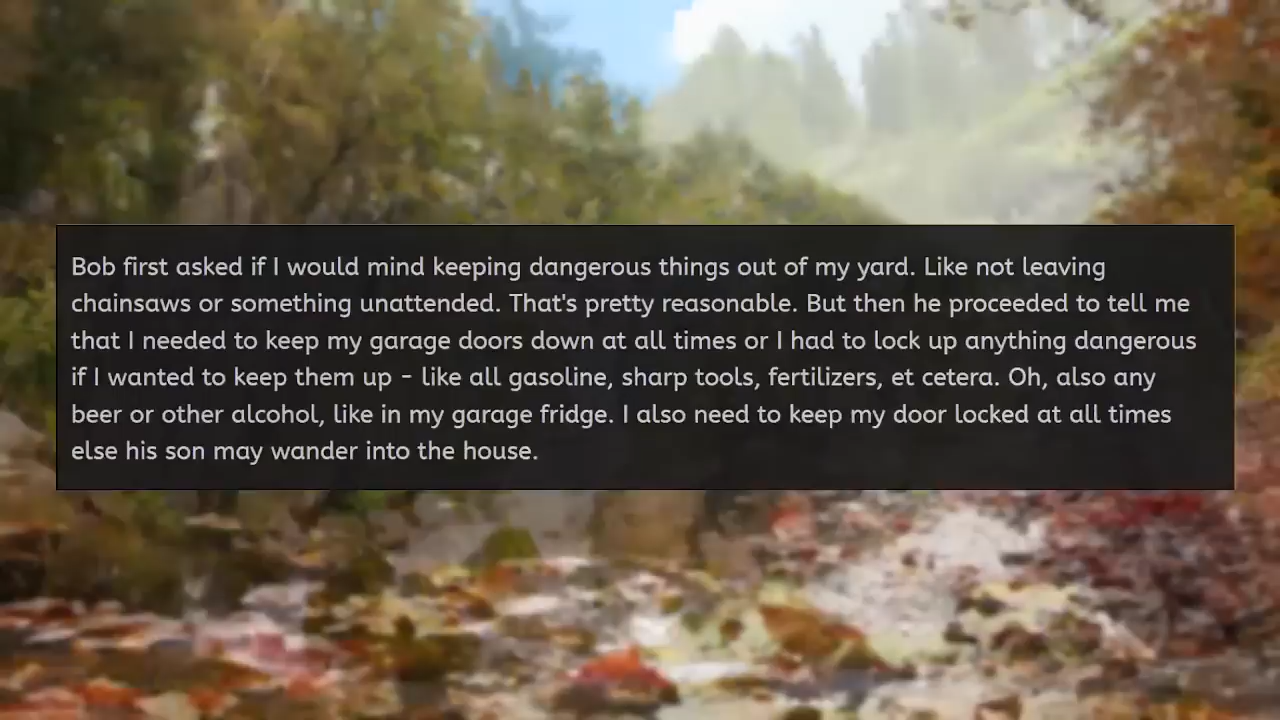 Bob first asked if I would mind keeping dangerous things out of my yard. Like not leaving
chainsaws or something unattended. That's pretty reasonable. But then he proceeded to tell me
that I needed to keep my garage doors down at all times or I had to lock up anything dangerous
if I wanted to keep them up - like all gasoline, sharp tools, fertilizers, et cetera. Oh, also any
beer or other alcohol, like in my garage fridge. I also need to keep my door locked at all times
else his son may wander into the house.